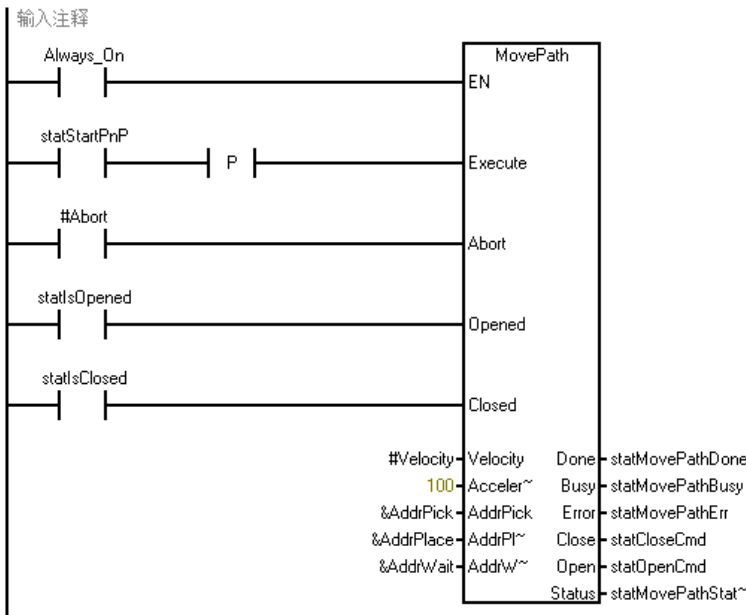 输入注释
Always_On
MovePath
EN
statStartPnP
P
Execute
#Abort
Abort
statIsOpened
Opened
statIsClosed
Closed
#Velocity Velocity Done statMovePathDone
100 Acceler~ Busy statMovePathBusy
&AddrPick AddrPick Error statMovePathErr
&AddrPlace AddrPl~ Close statCloseCmd
&AddrWait AddrW~ Open statOpenCmd
Status statMovePathStat~